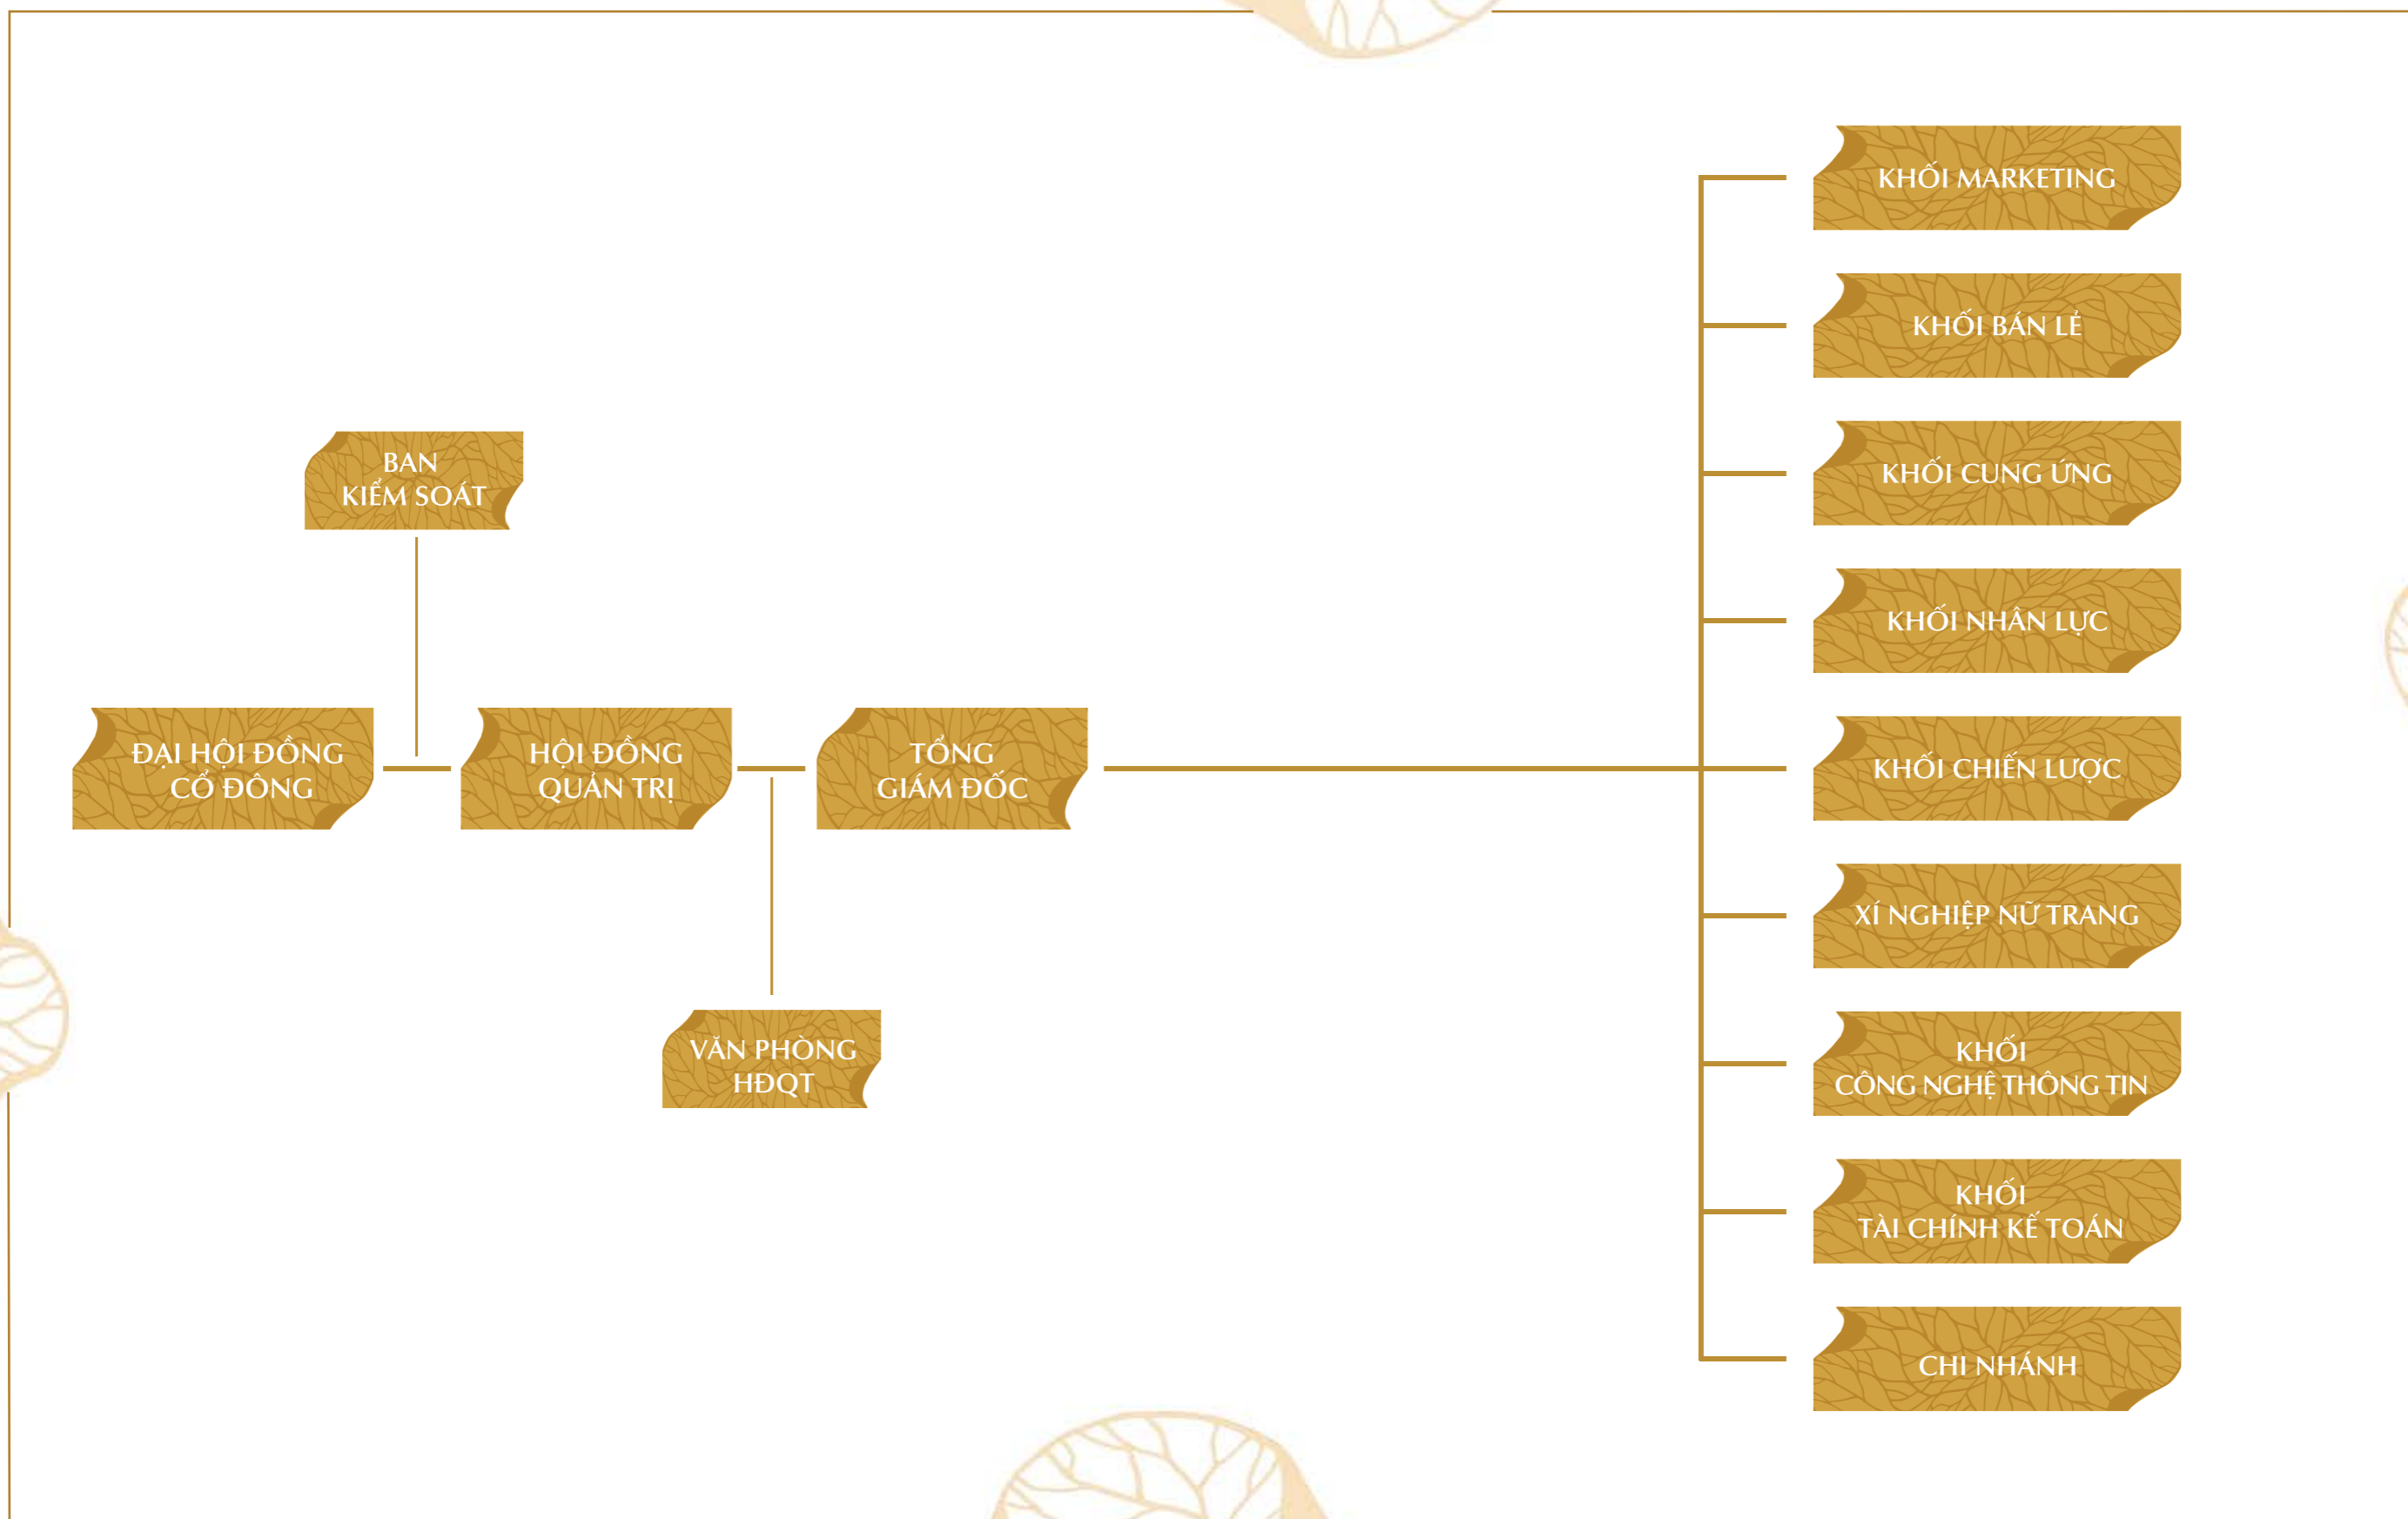 BAN
KIỂM SOÁT
ĐẠI HỘI ĐỒNG
CỔ ĐÔNG
HỘI ĐỒNG
QUẢN TRỊ
TỔNG
GIÁM ĐỐC
VĂN PHÒNG
HĐQT
KHỐI MARKETING
KHỐI BÁN LẺ
KHỐI CUNG ỨNG
KHỐI NHÂN LỰC
KHỐI CHIẾN LƯỢC
XÍ NGHIỆP NỮ TRANG
KHỐI
CÔNG NGHỆ THÔNG TIN
KHỐI
TÀI CHÍNH KẾ TOÁN
CHI NHÁNH